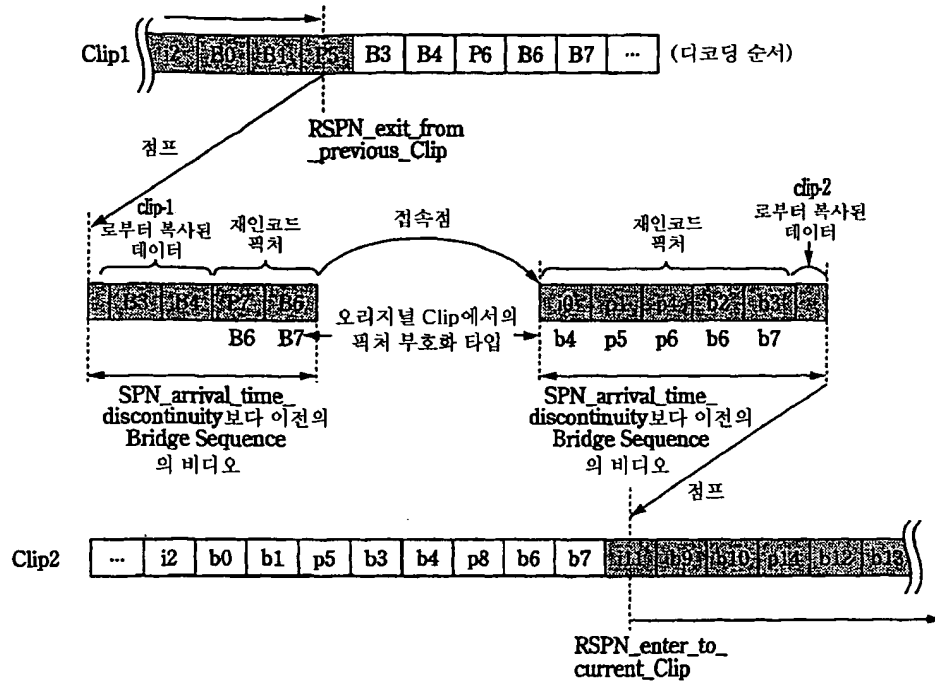 Clip1 i2 B0 B1 P5 B3 B4 P6 B6 B7 ... (디코딩 순서)
RSPN_exit_from
_previous_Clip
점프
clip-1
로부터 복사된
데이터
재인코드
픽처
접속점
재인코드
픽처
clip-2
로부터 복사된
데이터
B3 B4 P7 B6
i0 p1 b2 b3
B6 B7
오리지널 Clip에서의
픽처 부호화 타입
b4 p5 p6 b6 b7
SPN_arrival_time_
discontinuity보다 이전의
Bridge Sequence
의 비디오
SPN_arrival_time_
discontinuity보다 이전의
Bridge Sequence
의 비디오
점프
Clip2 ... i2 b0 b1 p5 b3 b4 p8 b6 b7 i11 b9 b10 p14 b12 b13
RSPN_enter_to_
current_Clip